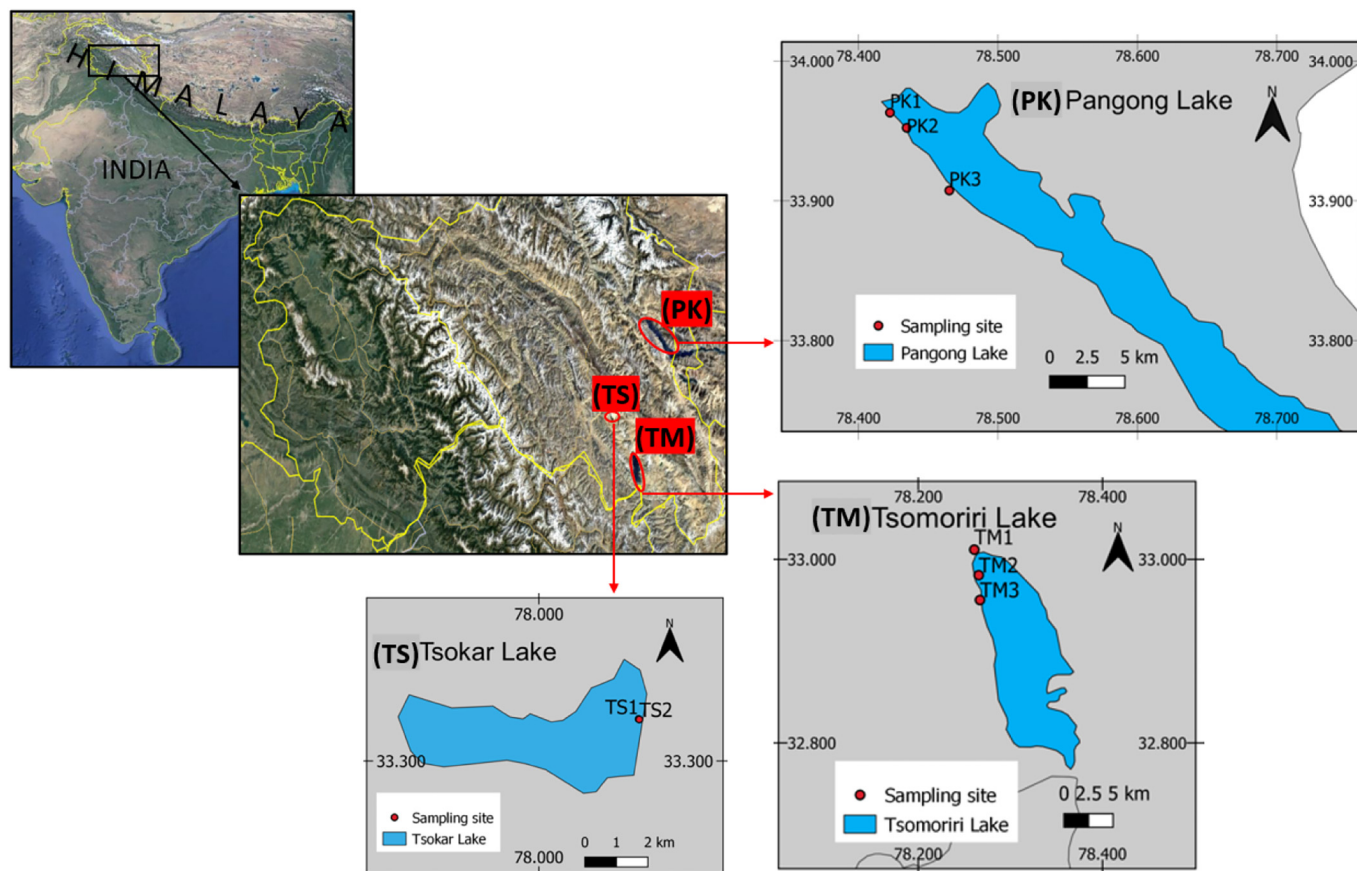 HIMALAYA
INDIA
(PK)
(TS)
(TM)
78.400 78.500 78.600 78.700
34.000 34.000
(PK) Pangong Lake
N
PK1
PK2
PK3
33.900 33.900
Sampling site
Pangong Lake
0 2.5 5 km
33.800 33.800
78.400 78.500 78.600 78.700
78.200 78.400
(TM) Tsomoriri Lake
N
TM1
33.000 33.000
TM2
TM3
32.800 32.800
Sampling site
Tsomoriri Lake
0 2.5 5 km
78.200 78.400
78.000
(TS) Tsokar Lake
N
TS1 TS2
33.300 33.300
Sampling site
Tsokar Lake
0 1 2 km
78.000